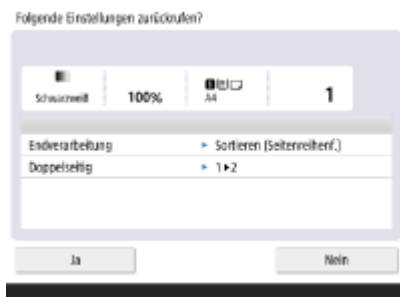 Folgende Einstellungen zurückrufen?
Schwarzweiß
100%
A4
1
Endverarbeitung
▸ Sortieren (Seitenreihenf.)
Doppelseitig
▸ 1▸2
Ja
Nein